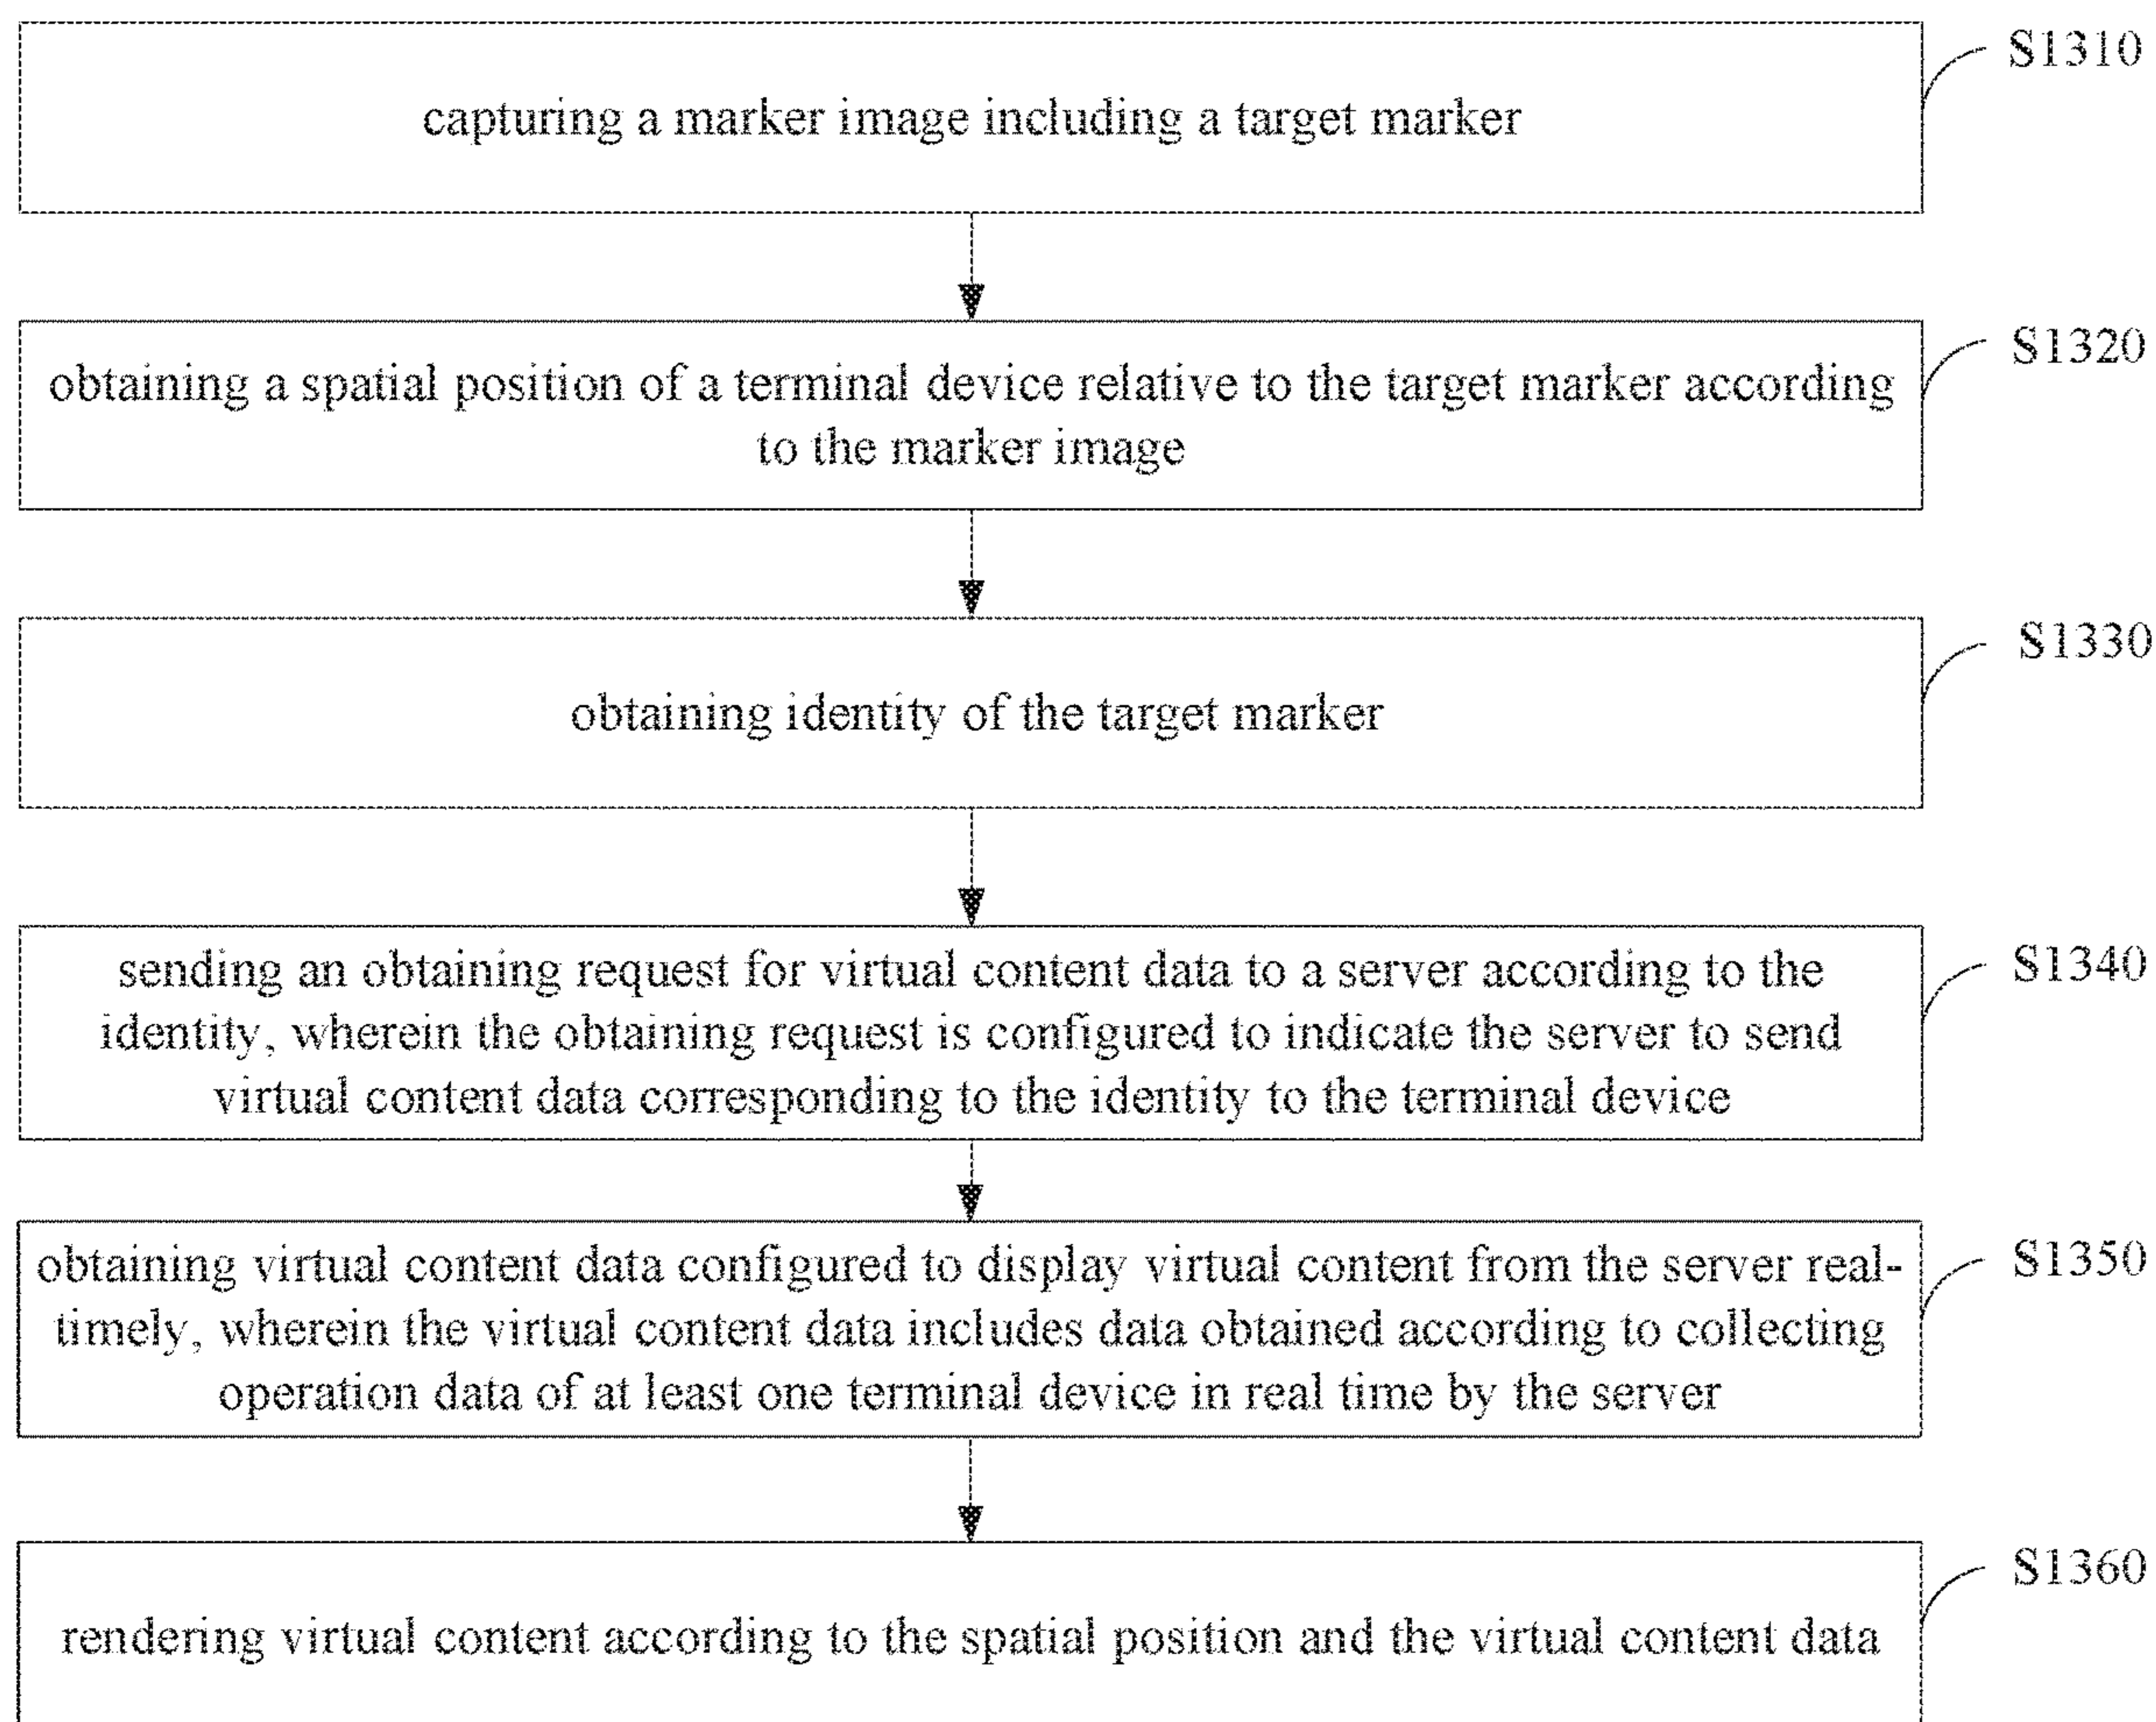 S1310
capturing a marker image including a target marker
S1320
obtaining a spatial position of a terminal device relative to the target marker according
to the marker image
S1330
obtaining identity of the target marker
S1340
sending an obtaining request for virtual content data to a server according to the
identity, wherein the obtaining request is configured to indicate the server to send
virtual content data corresponding to the identity to the terminal device
S1350
obtaining virtual content data configured to display virtual content from the server real-
timely, wherein the virtual content data includes data obtained according to collecting
operation data of at least one terminal device in real time by the server
S1360
rendering virtual content according to the spatial position and the virtual content data